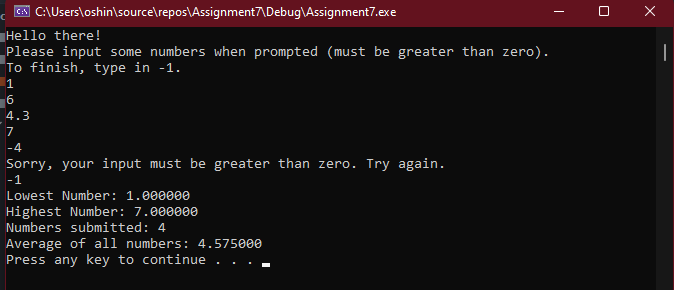 C:\Users\oshin\source\repos\Assignment7\Debug\Assignment7.exe
Hello there!
Please input some numbers when prompted (must be greater than zero).
To finish, type in -1.
1
6
4.3
7
-4
Sorry, your input must be greater than zero. Try again.
-1
Lowest Number: 1.000000
Highest Number: 7.000000
Numbers submitted: 4
Average of all numbers: 4.575000
Press any key to continue . . .